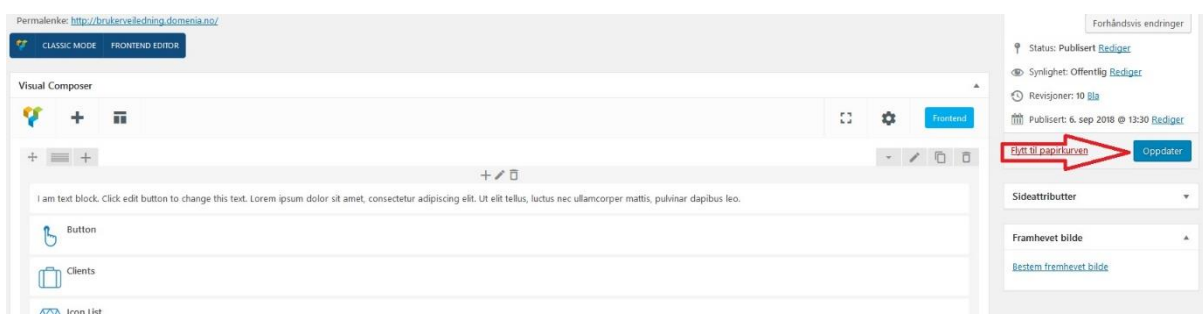 Permalenke: http://brukerveiledning.domenia.no/
CLASSIC MODE FRONTEND EDITOR
Visual Composer
Frontend
I am text block. Click edit button to change this text. Lorem ipsum dolor sit amet, consectetur adipiscing elit. Ut elit tellus, luctus nec ullamcorper mattis, pulvinar dapibus leo.
Button
Clients
Icon List
Forhåndsvis endringer
Status: Publisert Rediger
Synlighet: Offentlig Rediger
Revisjoner: 10 Bla
Publisert: 6. sep 2018 @ 13:30 Rediger
Flytt til papirkurven Oppdater
Sideattributter
Framhevet bilde
Bestem fremhevet bilde